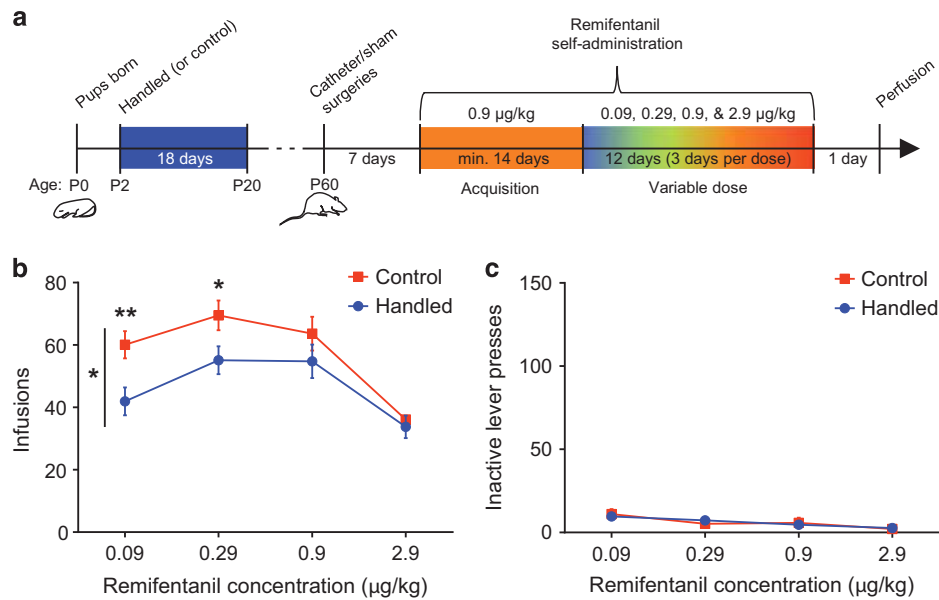 a
Remifentanil
self-administration
Pups born
Handled (or control)
Catheter/sham
surgeries
Perfusion
0.9 µg/kg
0.09, 0.29, 0.9, & 2.9 µg/kg
18 days
7 days
min. 14 days
12 days (3 days per dose)
1 day
Age: P0
P2
P20
P60
Acquisition
Variable dose
b
Control
Handled
Infusions
80
60
40
20
0
**
*
*
0.09
0.29
0.9
2.9
Remifentanil concentration (µg/kg)
c
Control
Handled
Inactive lever presses
150
100
50
0
0.09
0.29
0.9
2.9
Remifentanil concentration (µg/kg)